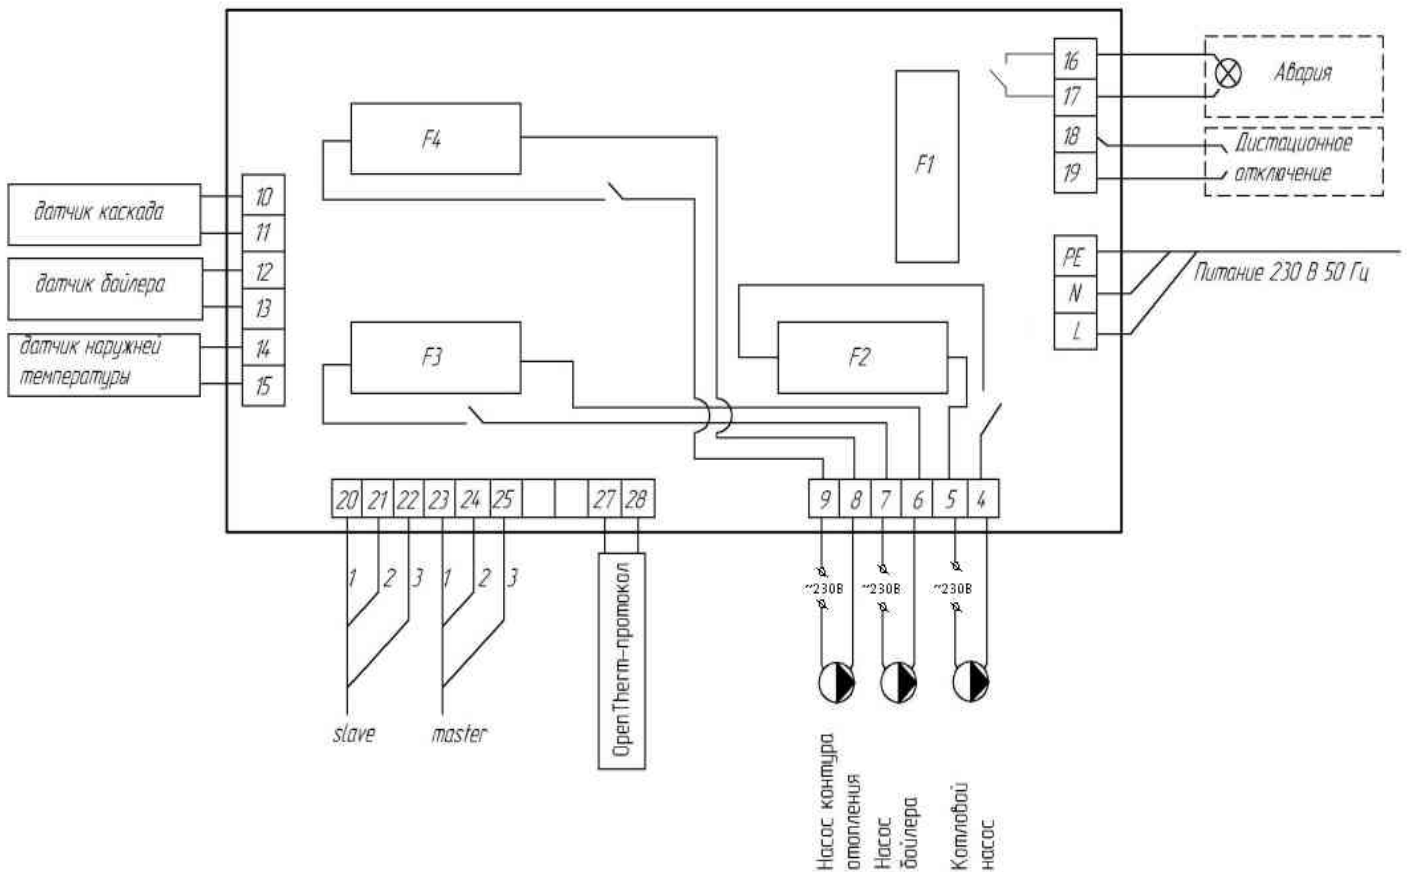 16
Авария
17
18
Дистационное
19
отключение
F4
F1
датчик каскада
10
11
датчик бойлера
12
13
датчик наружней
температуры
14
15
PE
N
L
Питание 230 В 50 Гц
F3
F2
20 21 22 23 24 25 27 28
9 8 7 6 5 4
1 2 3 1 2 3
~230В ~230В ~230В
slave
master
OpenTherm-протокол
Насос контура
отопления
Насос
бойлера
Котловой
насос